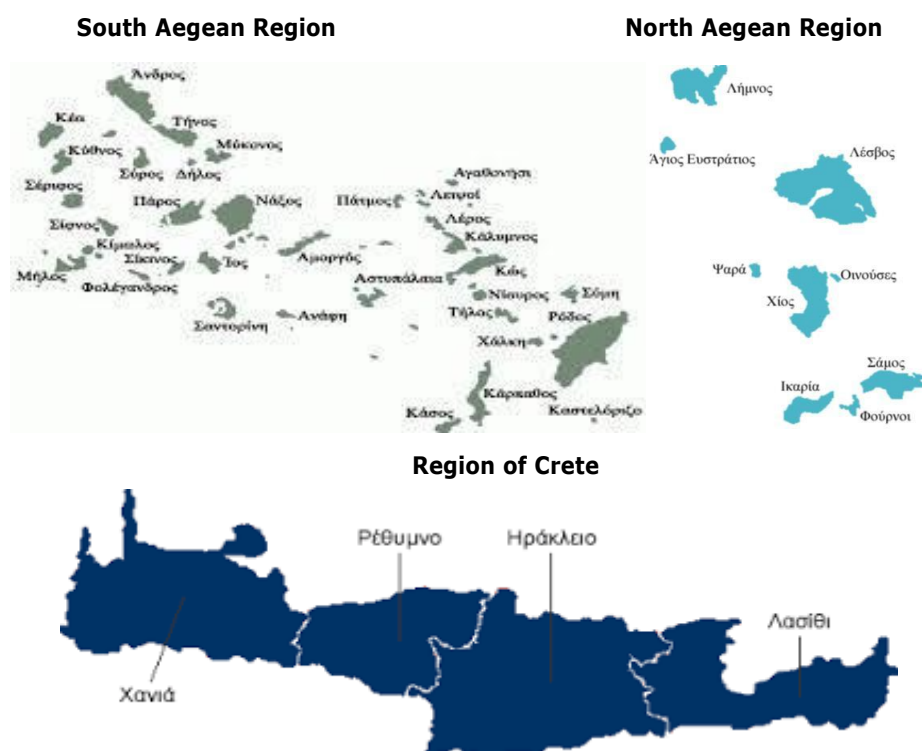 South Aegean Region
North Aegean Region
Άνδρος
Κέα
Τήνος
Κύθνος
Μύκονος
Σύρος
Δήλος
Σέριφος
Πάρος
Νάξος
Πάτμος
Αγαθονήσι
Λειψοί
Λέρος
Σίφνος
Κάλυμνος
Κίμωλος
Σίκινος
Ίος
Αμοργός
Μήλος
Φολέγανδρος
Αστυπάλαια
Κώς
Νίσυρος
Σύμη
Σαντορίνη
Ανάφη
Τήλος
Ρόδος
Χάλκη
Κάρπαθος
Κάσος
Καστελόριζο
Λήμνος
Άγιος Ευστράτιος
Λέσβος
Ψαρά
Οινούσες
Χίος
Σάμος
Ικαρία
Φούρνοι
Region of Crete
Ρέθυμνο
Ηράκλειο
Λασίθι
Χανιά